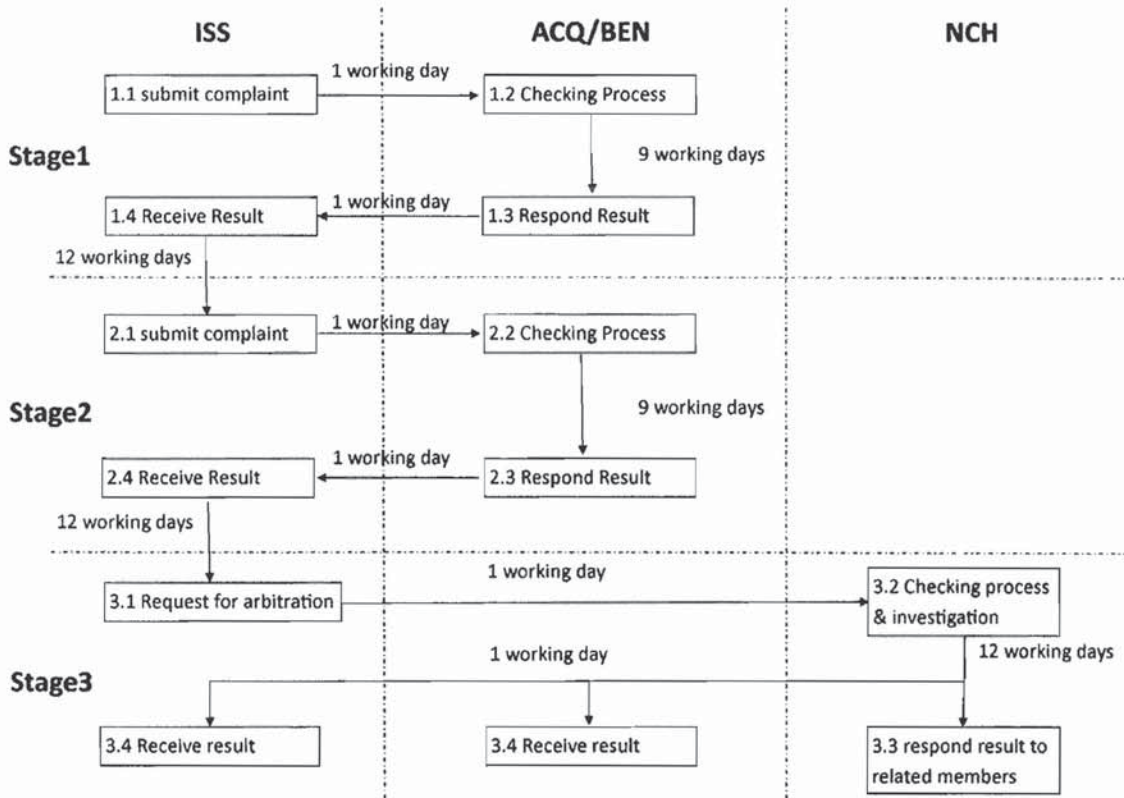 ISS
ACQ/BEN
NCH
1 working day
1.1 submit complaint
1.2 Checking Process
Stage1
9 working days
1 working day
1.4 Receive Result
1.3 Respond Result
12 working days
2.1 submit complaint
1 working day
2.2 Checking Process
Stage2
9 working days
1 working day
2.4 Receive Result
2.3 Respond Result
12 working days
1 working day
3.1 Request for arbitration
3.2 Checking process
& investigation
1 working day
12 working days
Stage3
3.4 Receive result
3.4 Receive result
3.3 respond result to
related members